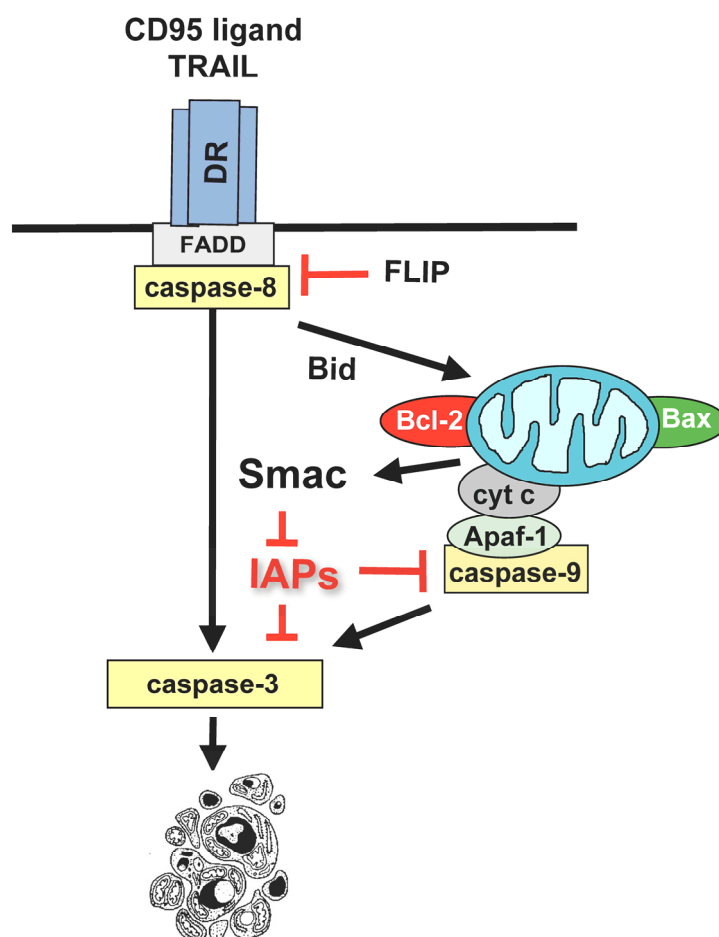 CD95 ligand
TRAIL
DR
FADD
caspase-8
FLIP
Bid
Bcl-2
Bax
Smac
cyt c
Apaf-1
IAPs
caspase-9
caspase-3